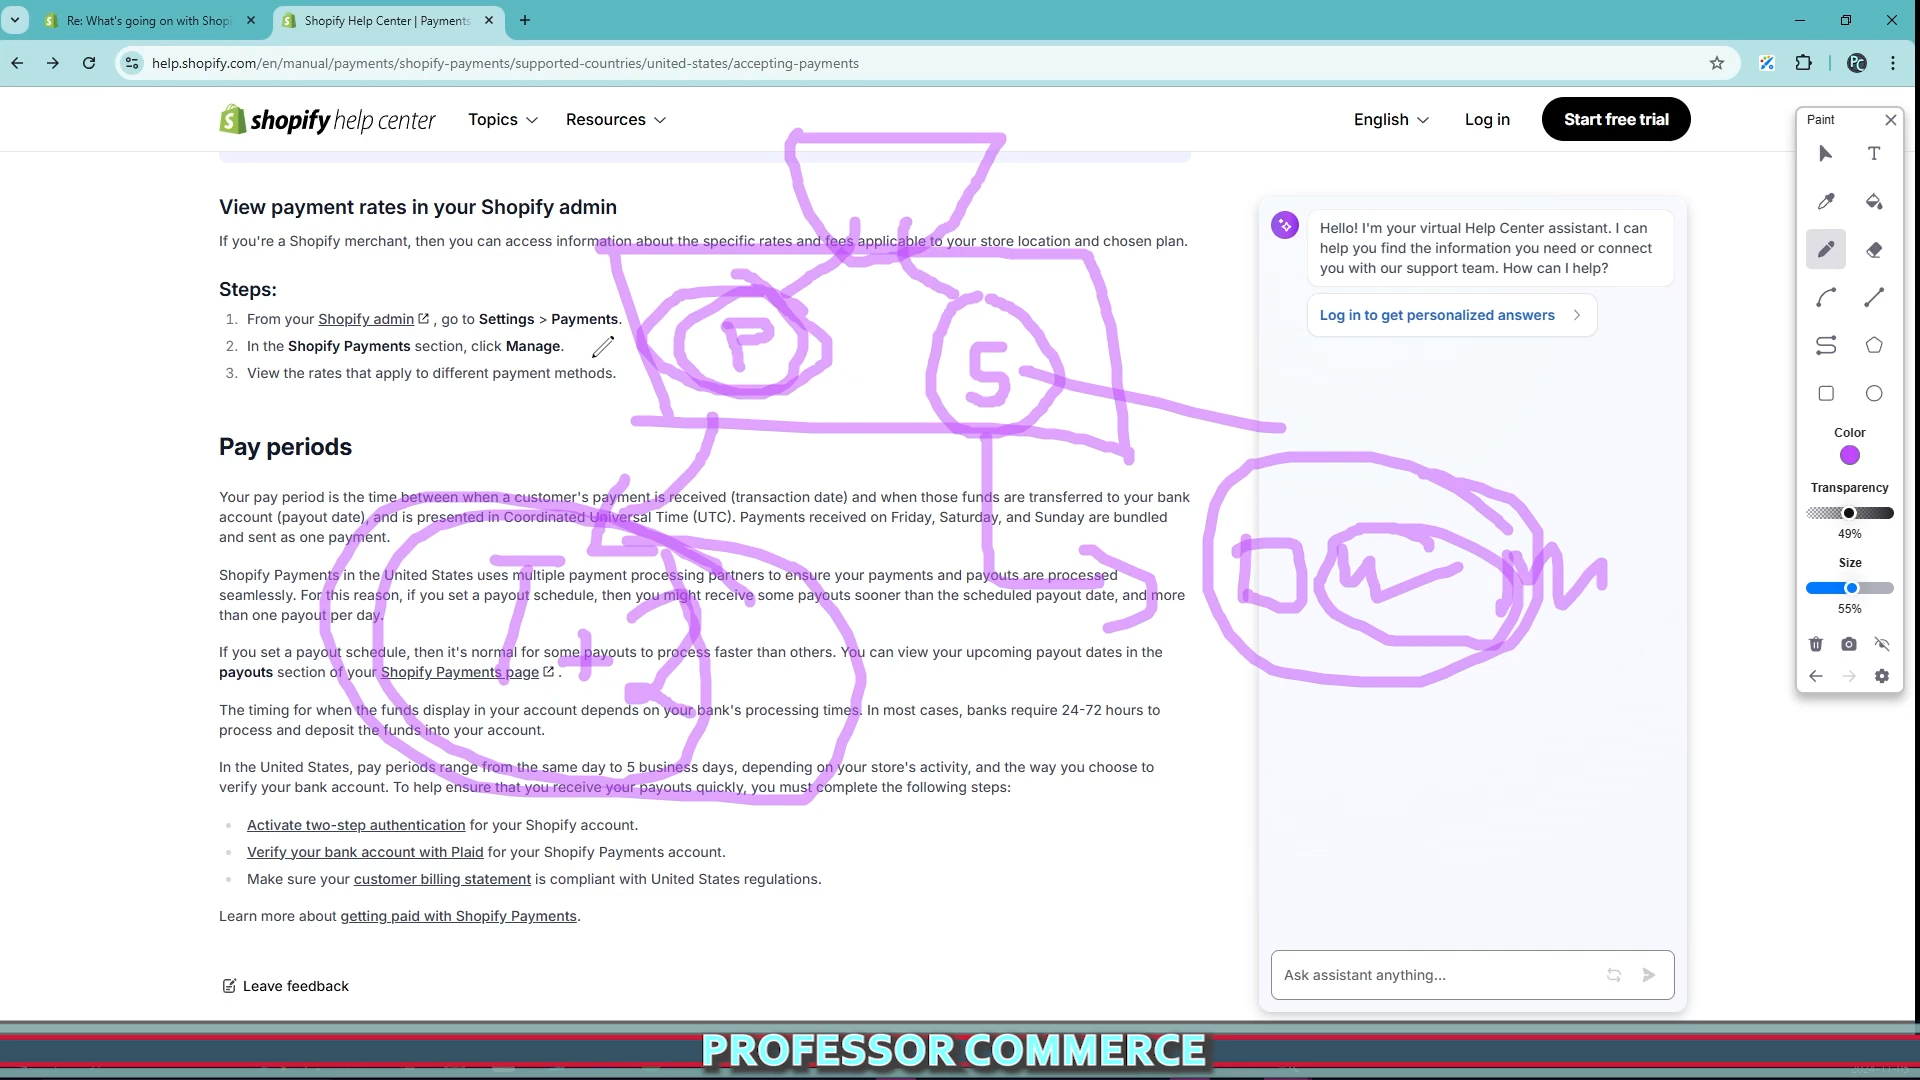 Re: What's going on with Shopi
Shopify Help Center | Payments
help.shopify.com/en/manual/payments/shopify-payments/supported-countries/united-states/accepting-payments
shopify help center
Topics
Resources
English
Log in
Start free trial
Paint
View payment rates in your Shopify admin
If you're a Shopify merchant, then you can access information about the specific rates and fees applicable to your store location and chosen plan.
Steps:
1. From your Shopify admin , go to Settings > Payments.
2. In the Shopify Payments section, click Manage.
3. View the rates that apply to different payment methods.
P
S
Pay periods
Your pay period is the time between when a customer's payment is received (transaction date) and when those funds are transferred to your bank
account (payout date), and is presented in Coordinated Universal Time (UTC). Payments received on Friday, Saturday, and Sunday are bundled
and sent as one payment.
Shopify Payments in the United States uses multiple payment processing partners to ensure your payments and payouts are processed
seamlessly. For this reason, if you set a payout schedule, then you might receive some payouts sooner than the scheduled payout date, and more
than one payout per day.
If you set a payout schedule, then it's normal for some payouts to process faster than others. You can view your upcoming payout dates in the
payouts section of your Shopify Payments page .
T+2
The timing for when the funds display in your account depends on your bank's processing times. In most cases, banks require 24-72 hours to
process and deposit the funds into your account.
In the United States, pay periods range from the same day to 5 business days, depending on your store's activity, and the way you choose to
verify your bank account. To help ensure that you receive your payouts quickly, you must complete the following steps:
Activate two-step authentication for your Shopify account.
Verify your bank account with Plaid for your Shopify Payments account.
Make sure your customer billing statement is compliant with United States regulations.
Learn more about getting paid with Shopify Payments.
Leave feedback
Hello! I'm your virtual Help Center assistant. I can
help you find the information you need or connect
you with our support team. How can I help?
Log in to get personalized answers
Ask assistant anything...
T
Color
Transparency
49%
Size
55%
PROFESSOR COMMERCE